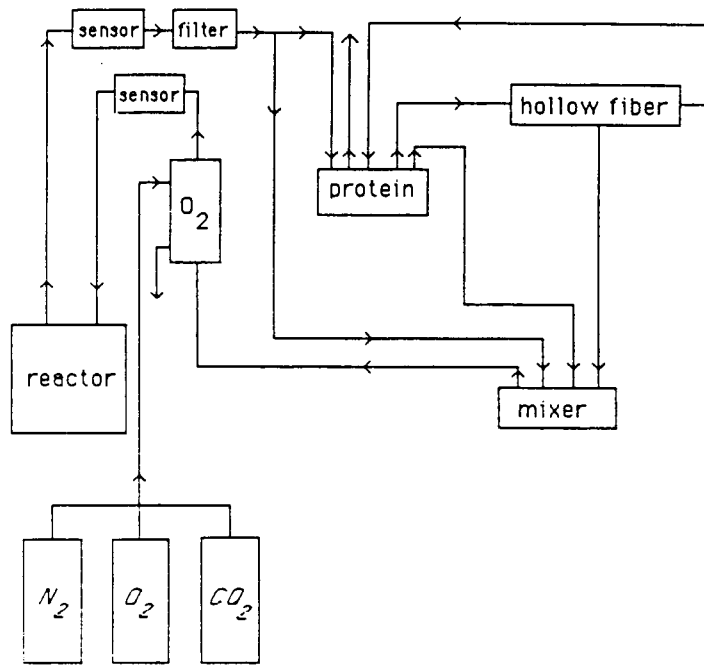 sensor
filter
sensor
hollow fiber
protein
O2
reactor
mixer
N2
O2
CO2